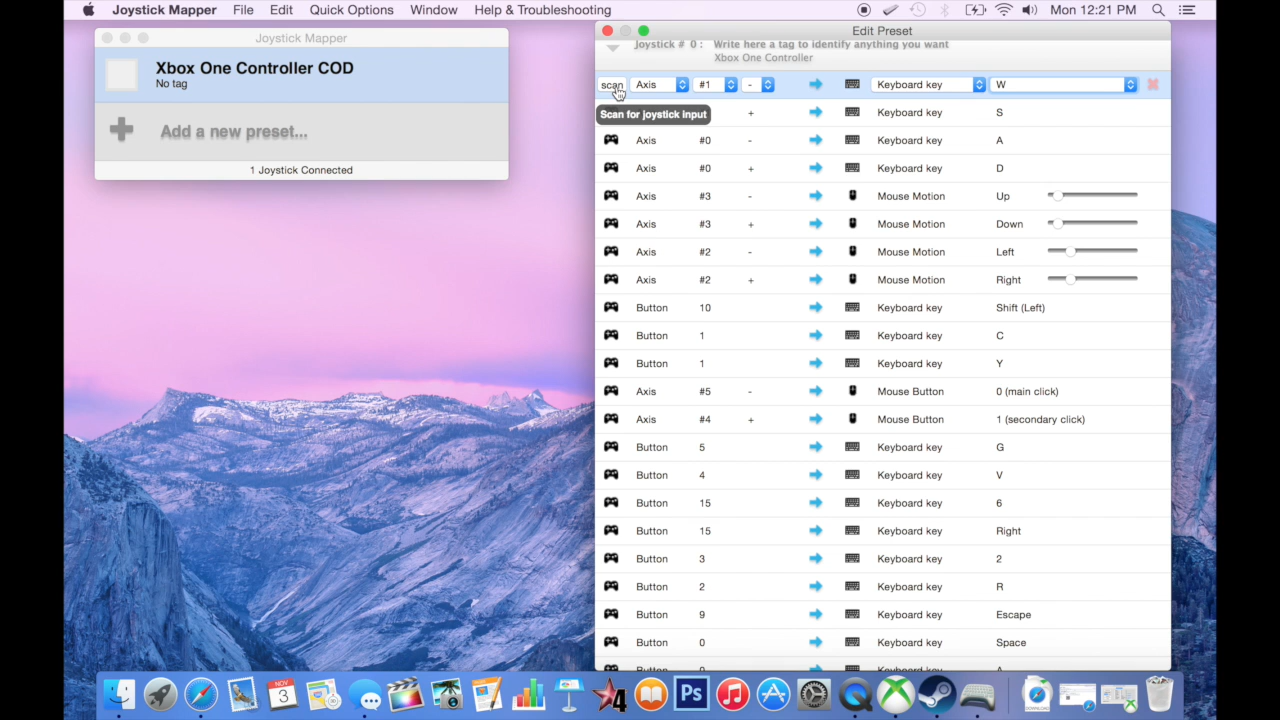 Joystick Mapper File Edit Quick Options Window Help & Troubleshooting Mon 12:21 PM
Joystick Mapper
Xbox One Controller COD
No tag
Add a new preset...
1 Joystick Connected
Edit Preset
Joystick # 0 : Write here a tag to identify anything you want
Xbox One Controller
scan Axis #1 - Keyboard key W
Scan for joystick input
+ Keyboard key S
Axis #0 - Keyboard key A
Axis #0 + Keyboard key D
Axis #3 - Mouse Motion Up
Axis #3 + Mouse Motion Down
Axis #2 - Mouse Motion Left
Axis #2 + Mouse Motion Right
Button 10 Keyboard key Shift (Left)
Button 1 Keyboard key C
Button 1 Keyboard key Y
Axis #5 - Mouse Button 0 (main click)
Axis #4 + Mouse Button 1 (secondary click)
Button 5 Keyboard key G
Button 4 Keyboard key V
Button 15 Keyboard key 6
Button 15 Keyboard key Right
Button 3 Keyboard key 2
Button 2 Keyboard key R
Button 9 Keyboard key Escape
Button 0 Keyboard key Space
Button 0 Keyboard key A
NOV
3
4
Ps